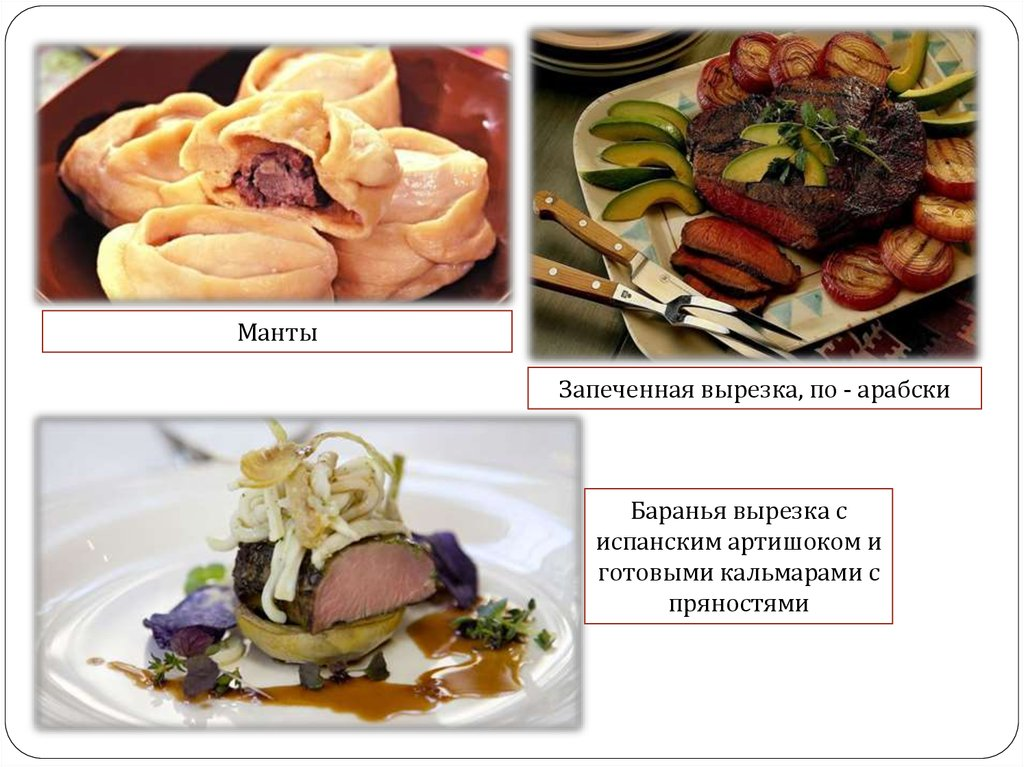 Манты
Запеченная вырезка, по - арабски
Баранья вырезка с
испанским артишоком и
готовыми кальмарами с
пряностями